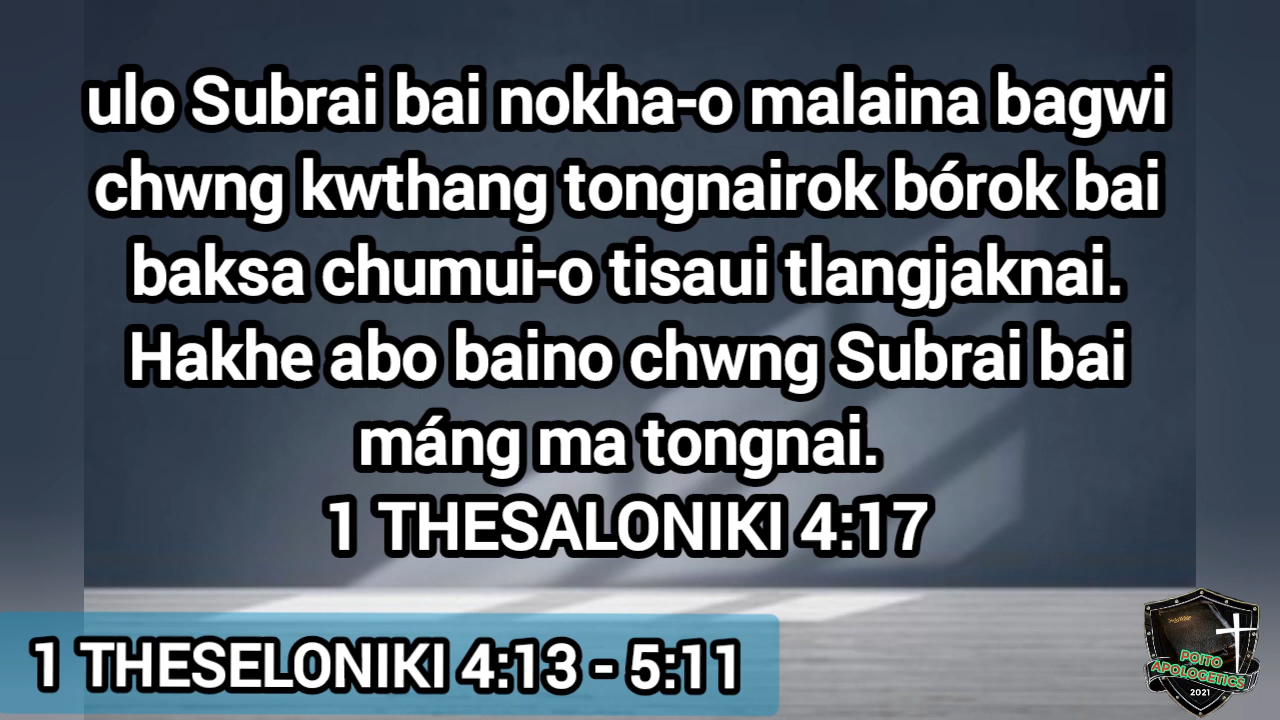 ulo Subrai bai nokha-o malaina bagwi
chwng kwthang tongnairok bórok bai
baksa chumui-o tisaui tlangjaknai.
Hakhe abo baino chwng Subrai bai
máng ma tongnai.
1 THESALONIKI 4:17
1 THESELONIKI 4:13 - 5:11
POITO
APOLOGETICS
2021